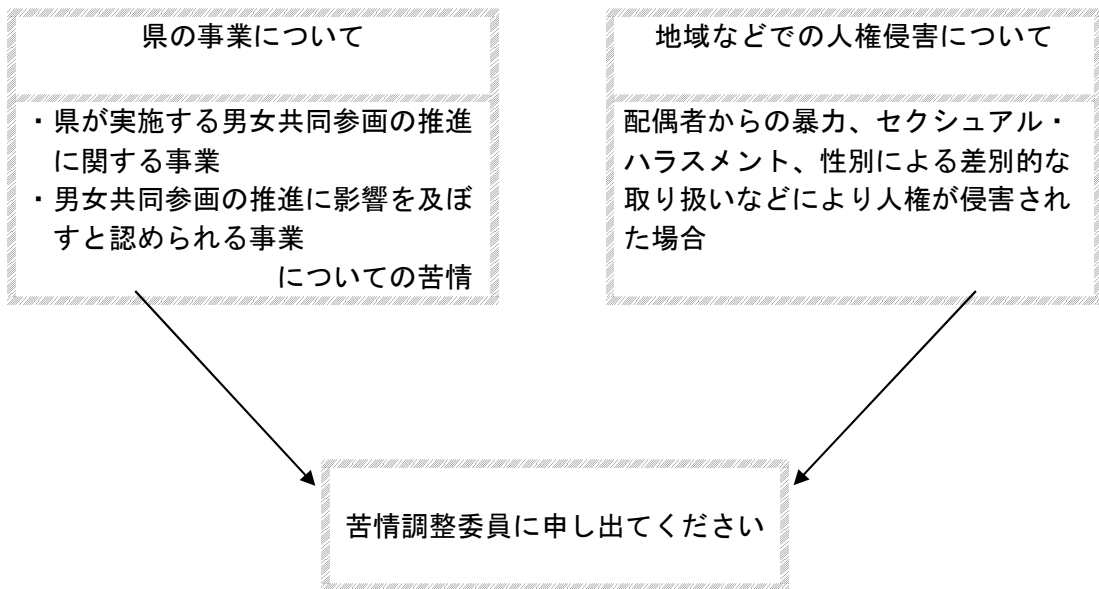 県の事業について
・県が実施する男女共同参画の推進
に関する事業
・男女共同参画の推進に影響を及ぼ
すと認められる事業
についての苦情
地域などでの人権侵害について
配偶者からの暴力、セクシュアル・
ハラスメント、性別による差別的な
取り扱いなどにより人権が侵害され
た場合
苦情調整委員に申し出てください